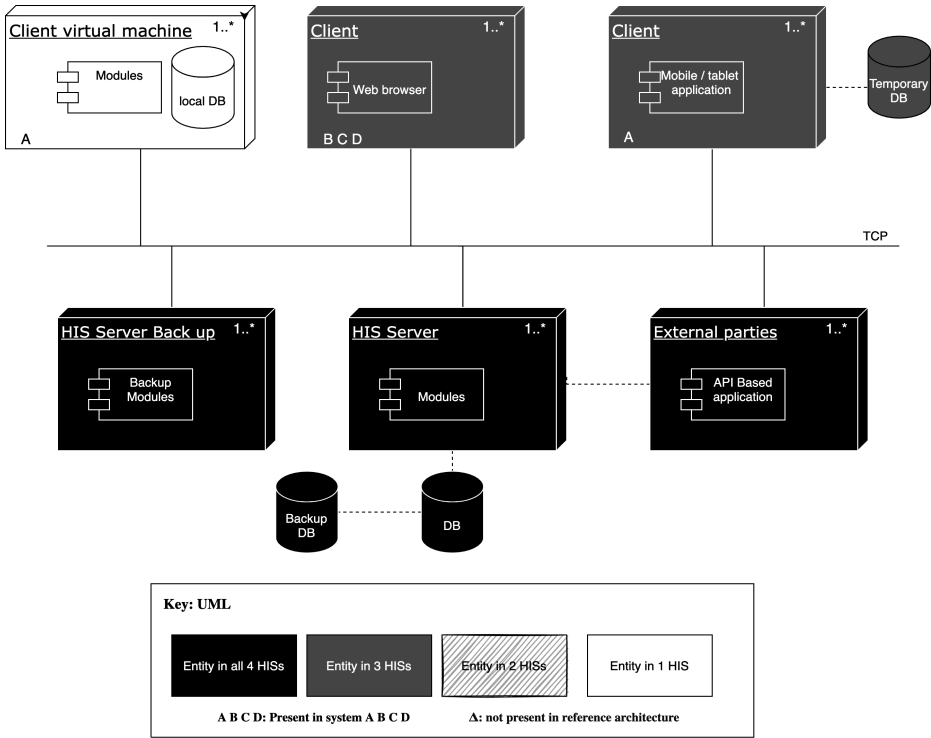 Client virtual machine
1..*
Modules
local DB
A
Client
1..*
Web browser
B C D
Client
1..*
Mobile / tablet
application
A
Temporary
DB
TCP
HIS Server Back up
1..*
Backup
Modules
HIS Server
1..*
Modules
External parties
1..*
API Based
application
Backup
DB
DB
Key: UML
Entity in all 4 HISs
Entity in 3 HISs
Entity in 2 HISs
Entity in 1 HIS
A B C D: Present in system A B C D
Δ: not present in reference architecture